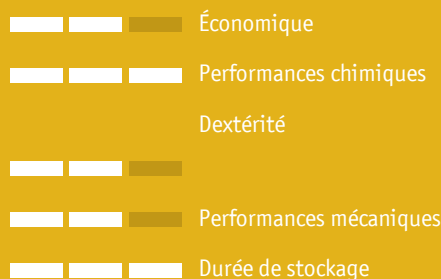 Économique
Performances chimiques
Dextérité
Performances mécaniques
Durée de stockage